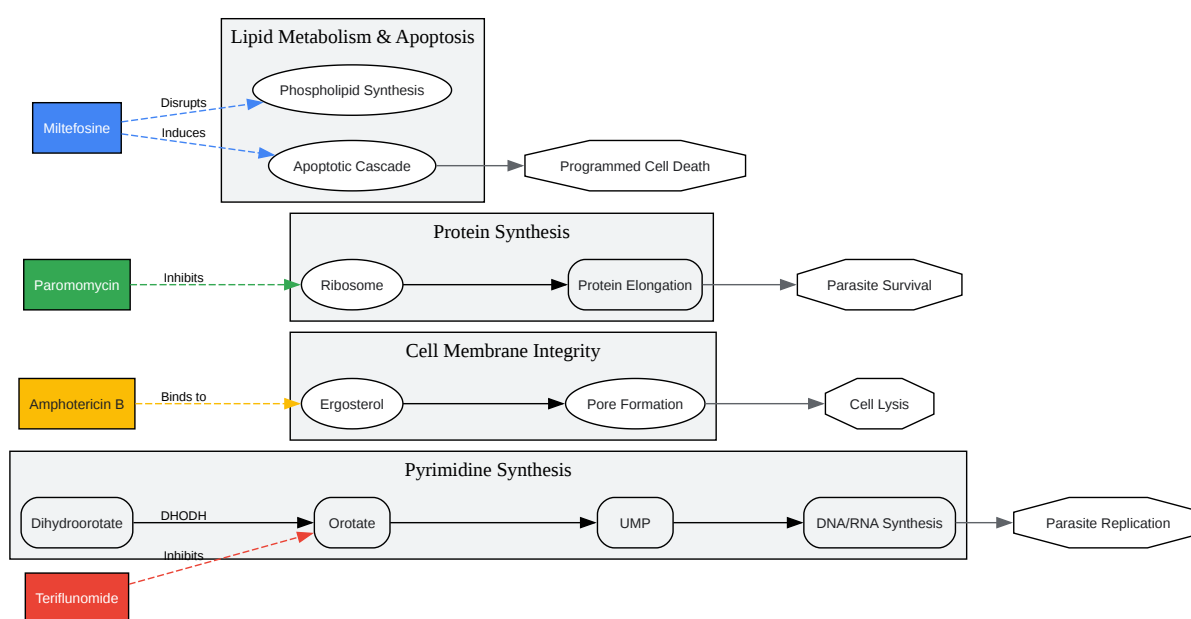 Lipid Metabolism & Apoptosis
Phospholipid Synthesis
Disrupts
Miltefosine
Induces
Apoptotic Cascade
Programmed Cell Death
Protein Synthesis
Paromomycin
Inhibits
Ribosome
Protein Elongation
Parasite Survival
Cell Membrane Integrity
Amphotericin B
Binds to
Ergosterol
Pore Formation
Cell Lysis
Pyrimidine Synthesis
Dihydroorotate
DHODH
Orotate
UMP
DNA/RNA Synthesis
Parasite Replication
Inhibits
Teriflunomide